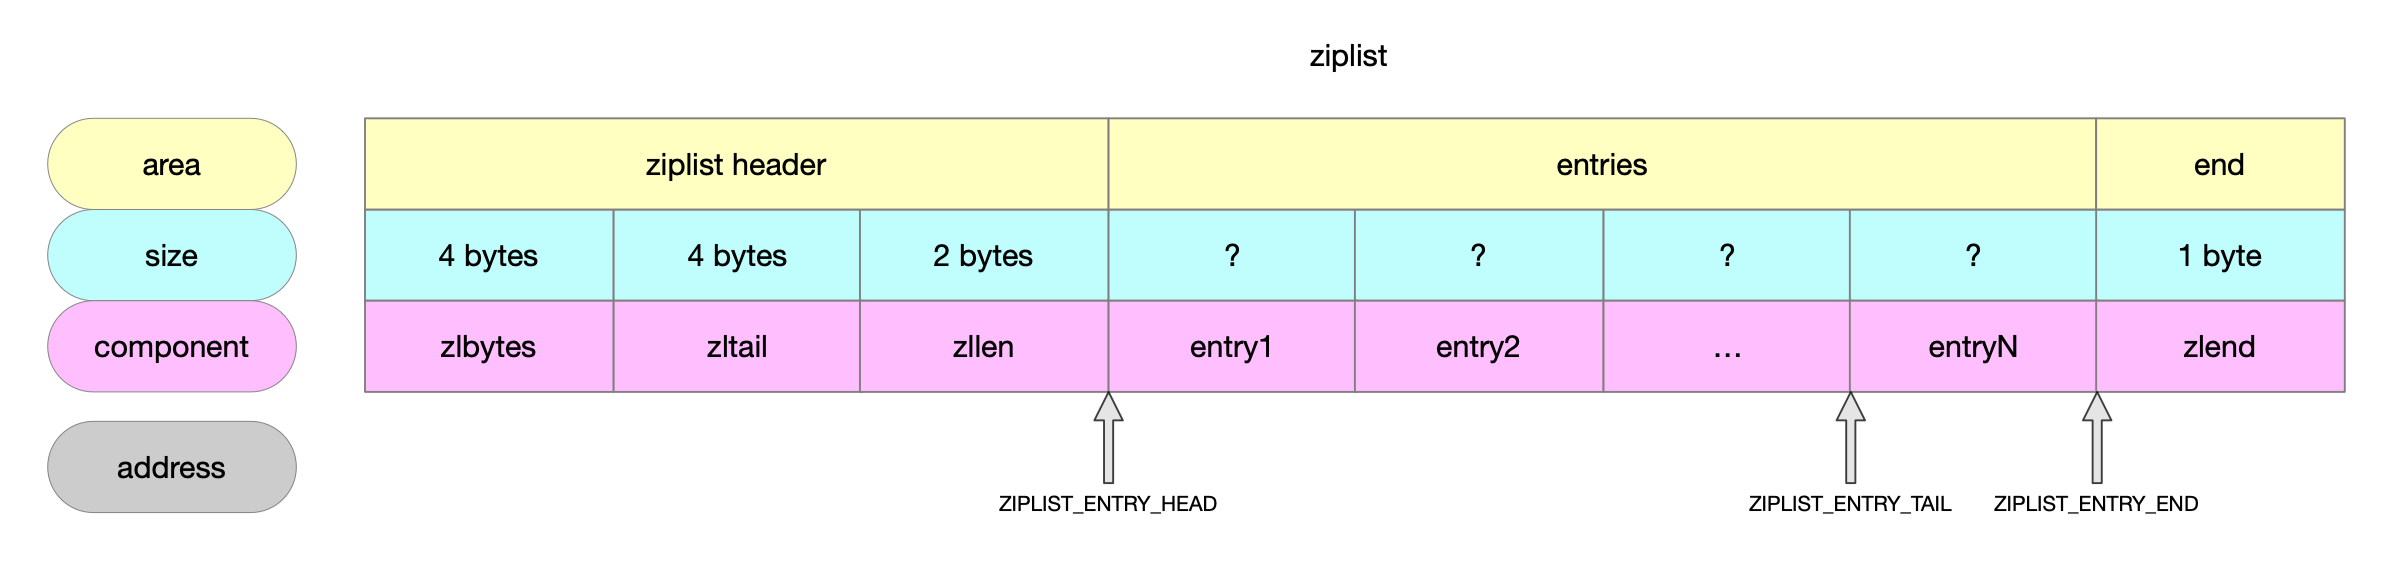 ziplist
area ziplist header entries end
size 4 bytes 4 bytes 2 bytes ? ? ? ? 1 byte
component zlbytes zltail zllen entry1 entry2 ... entryN zlend
address
ZIPLIST_ENTRY_HEAD ZIPLIST_ENTRY_TAIL ZIPLIST_ENTRY_END